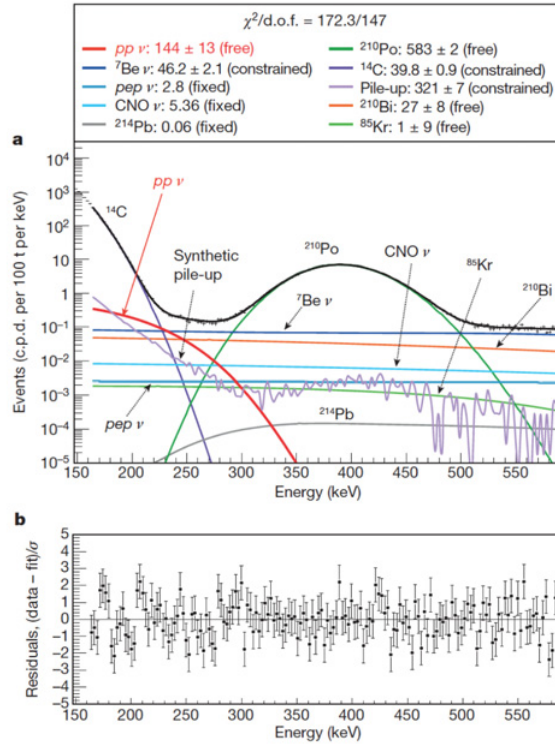 χ²/d.o.f. = 172.3/147
pp ν: 144 ± 13 (free)
⁷Be ν: 46.2 ± 2.1 (constrained)
pep ν: 2.8 (fixed)
CNO ν: 5.36 (fixed)
²¹⁴Pb: 0.06 (fixed)
²¹⁰Po: 583 ± 2 (free)
¹⁴C: 39.8 ± 0.9 (constrained)
Pile-up: 321 ± 7 (constrained)
²¹⁰Bi: 27 ± 8 (free)
⁸⁵Kr: 1 ± 9 (free)
a
Events (c.p.d. per 100 t per keV)
10⁴
10³
10²
10
1
10⁻¹
10⁻²
10⁻³
10⁻⁴
10⁻⁵
pp ν
¹⁴C
Synthetic
pile-up
²¹⁰Po
⁷Be ν
CNO ν
⁸⁵Kr
²¹⁰Bi
pep ν
²¹⁴Pb
150 200 250 300 350 400 450 500 550
Energy (keV)
b
Residuals, (data – fit)/σ
5
4
3
2
1
0
−1
−2
−3
−4
−5
150 200 250 300 350 400 450 500 550
Energy (keV)